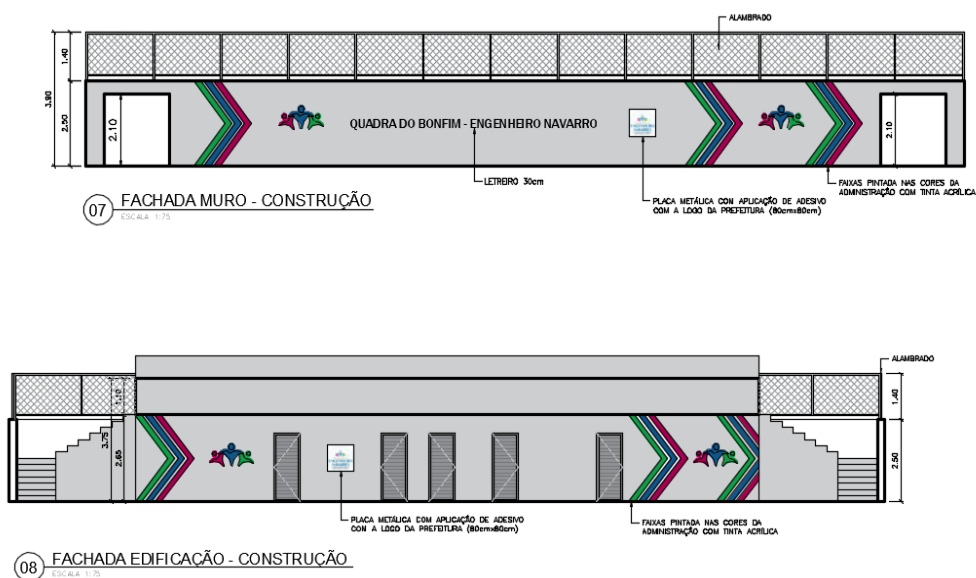 ALAMBRADO
1.40
3.90
2.50
2.10
QUADRA DO BONFIM - ENGENHEIRO NAVARRO
ENGENHEIRO
NAVARRO
2.10
LETREIRO 30cm
PLACA METÁLICA COM APLICAÇÃO DE ADESIVO
COM A LOGO DA PREFEITURA (80cmx80cm)
FAIXAS PINTADA NAS CORES DA
ADMINISTRAÇÃO COM TINTA ACRÍLICA
07
FACHADA MURO - CONSTRUÇÃO
ESCALA 1:75
ALAMBRADO
1.10
1.40
3.75
2.65
2.50
ENGENHEIRO
NAVARRO
PLACA METÁLICA COM APLICAÇÃO DE ADESIVO
COM A LOGO DA PREFEITURA (80cmx80cm)
FAIXAS PINTADA NAS CORES DA
ADMINISTRAÇÃO COM TINTA ACRÍLICA
08
FACHADA EDIFICAÇÃO - CONSTRUÇÃO
ESCALA 1:75